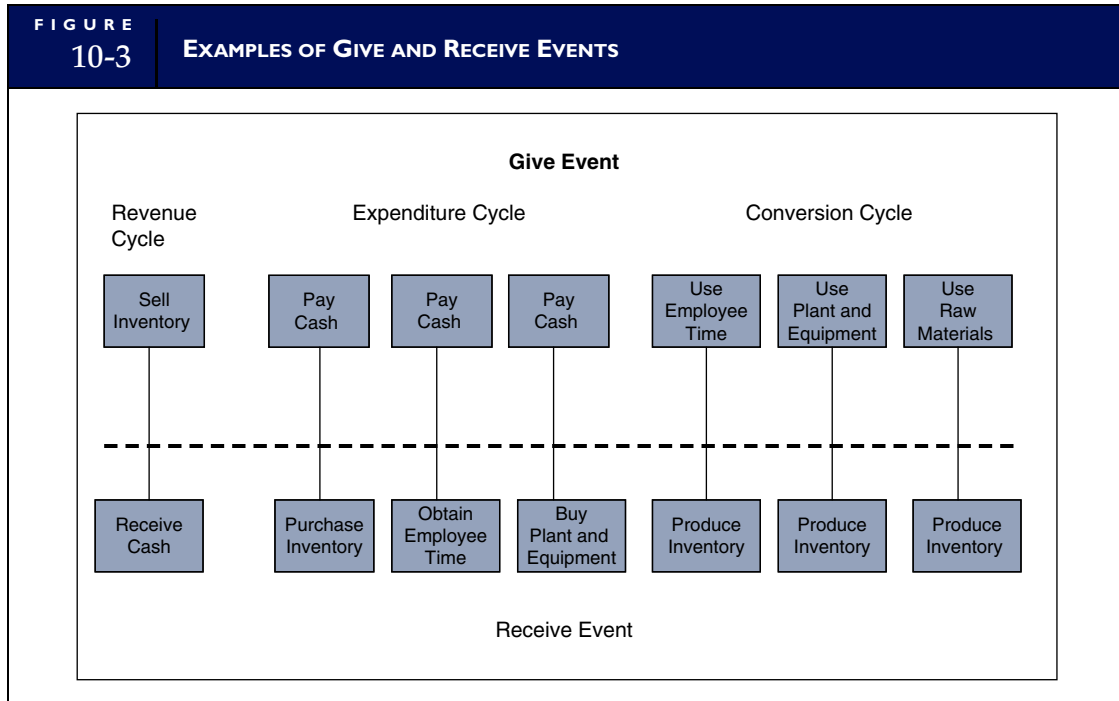 FIGURE
10-3
EXAMPLES OF GIVE AND RECEIVE EVENTS
Give Event
Revenue
Cycle
Expenditure Cycle
Conversion Cycle
Sell
Inventory
Pay
Cash
Pay
Cash
Pay
Cash
Use
Employee
Time
Use
Plant and
Equipment
Use
Raw
Materials
Receive
Cash
Purchase
Inventory
Obtain
Employee
Time
Buy
Plant and
Equipment
Produce
Inventory
Produce
Inventory
Produce
Inventory
Receive Event